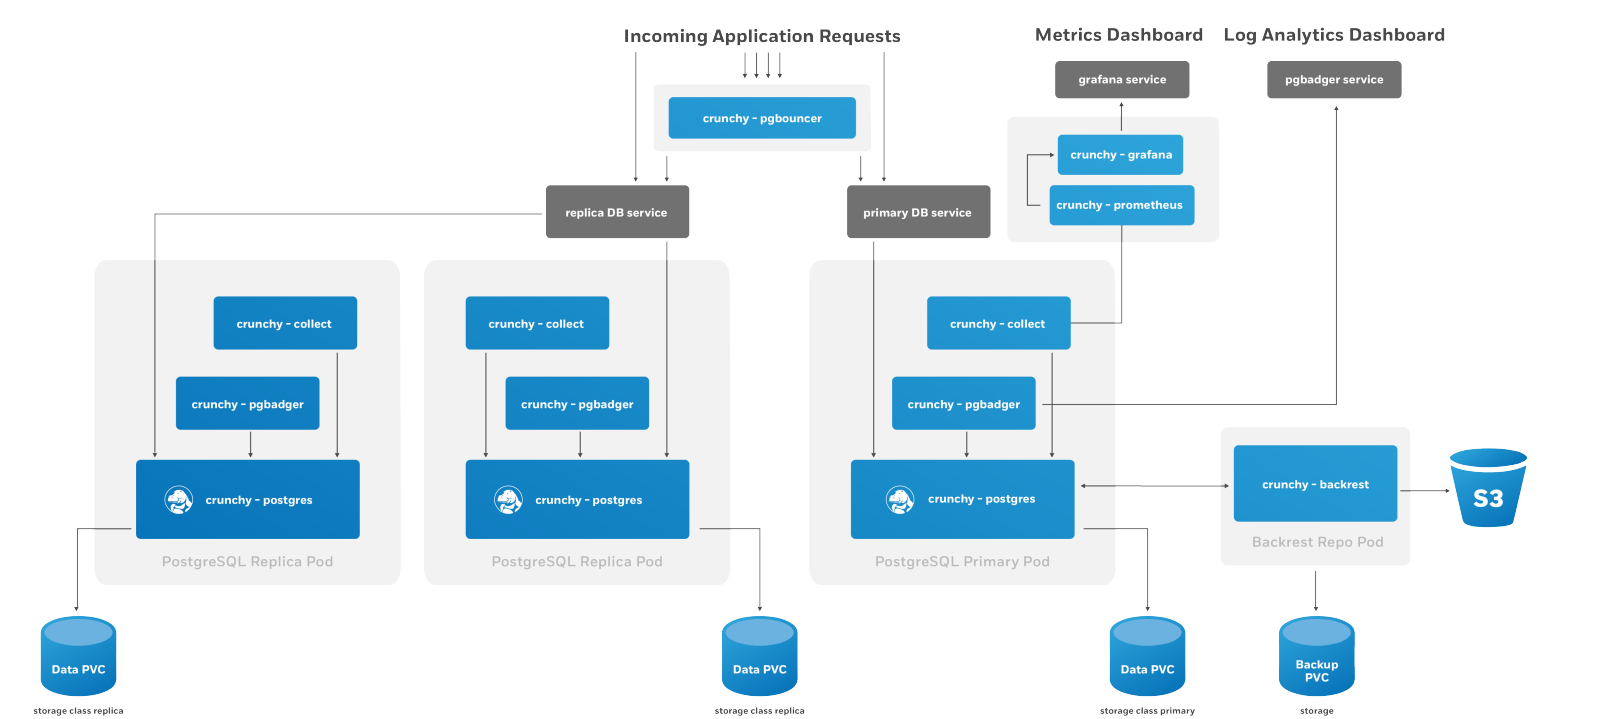 Incoming Application Requests
Metrics Dashboard
Log Analytics Dashboard
grafana service
pgbadger service
crunchy - pgbouncer
crunchy - grafana
crunchy - prometheus
replica DB service
primary DB service
crunchy - collect
crunchy - collect
crunchy - collect
crunchy - pgbadger
crunchy - pgbadger
crunchy - pgbadger
crunchy - postgres
crunchy - postgres
crunchy - postgres
crunchy - backrest
S3
PostgreSQL Replica Pod
PostgreSQL Replica Pod
PostgreSQL Primary Pod
Backrest Repo Pod
Data PVC
Data PVC
Data PVC
Backup
PVC
storage class replica
storage class replica
storage class primary
storage